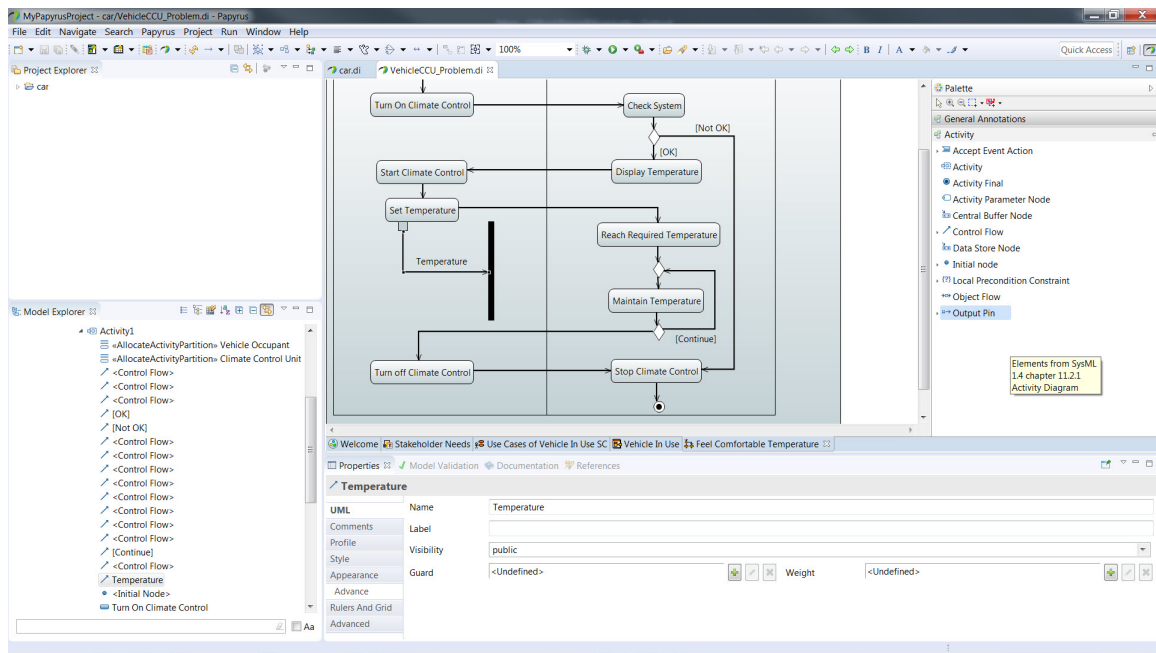 MyPapyrusProject - car/VehicleCCU_Problem.di - Papyrus
File Edit Navigate Search Papyrus Project Run Window Help
100%
B I A
Quick Access
Project Explorer
car
car.di
VehicleCCU_Problem.di
Turn On Climate Control
Check System
[Not OK]
[OK]
Start Climate Control
Display Temperature
Set Temperature
Reach Required Temperature
Temperature
Maintain Temperature
[Continue]
Turn off Climate Control
Stop Climate Control
Palette
General Annotations
Activity
Accept Event Action
Activity
Activity Final
Activity Parameter Node
Central Buffer Node
Control Flow
Data Store Node
Initial node
Local Precondition Constraint
Object Flow
Output Pin
Elements from SysML
1.4 chapter 11.2.1
Activity Diagram
Model Explorer
Activity1
«AllocateActivityPartition» Vehicle Occupant
«AllocateActivityPartition» Climate Control Unit
<Control Flow>
<Control Flow>
<Control Flow>
[OK]
[Not OK]
<Control Flow>
<Control Flow>
<Control Flow>
<Control Flow>
<Control Flow>
<Control Flow>
<Control Flow>
<Control Flow>
[Continue]
<Control Flow>
Temperature
<Initial Node>
Turn On Climate Control
Aa
Welcome
Stakeholder Needs
Use Cases of Vehicle In Use SC
Vehicle In Use
Feel Comfortable Temperature
Properties
Model Validation
Documentation
References
Temperature
UML
Comments
Profile
Style
Appearance
Advance
Rulers And Grid
Advanced
Name
Temperature
Label
Visibility
public
Guard
<Undefined>
Weight
<Undefined>